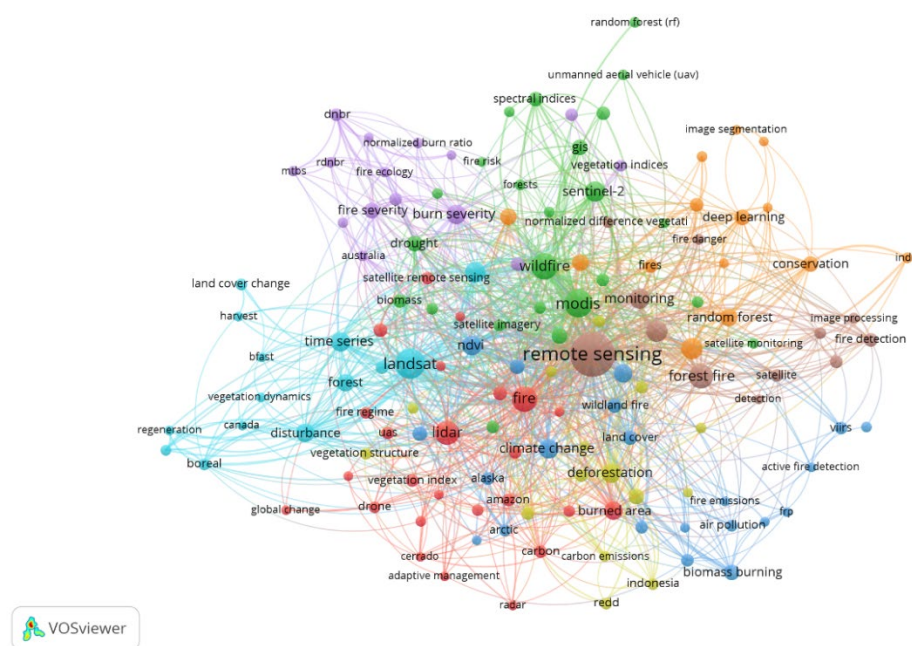 random forest (rf)
unmanned aerial vehicle (uav)
spectral indices
dnbr
image segmentation
normalized burn ratio
gis
mtbs
rdnbr
fire risk
vegetation indices
fire ecology
forests
sentinel-2
fire severity
burn severity
normalized difference vegetati
deep learning
drought
fire danger
australia
wildfire
fires
conservation
ind
satellite remote sensing
land cover change
biomass
modis
monitoring
harvest
satellite imagery
random forest
image processing
time series
ndvi
satellite monitoring
fire detection
bfast
landsat
remote sensing
forest
forest fire
satellite
vegetation dynamics
fire regime
fire
wildland fire
detection
canada
regeneration
disturbance
uas
lidar
climate change
land cover
viirs
vegetation structure
boreal
deforestation
active fire detection
vegetation index
alaska
amazon
fire emissions
global change
drone
burned area
frp
arctic
air pollution
cerrado
carbon
carbon emissions
adaptive management
indonesia
biomass burning
radar
redd
VOSviewer